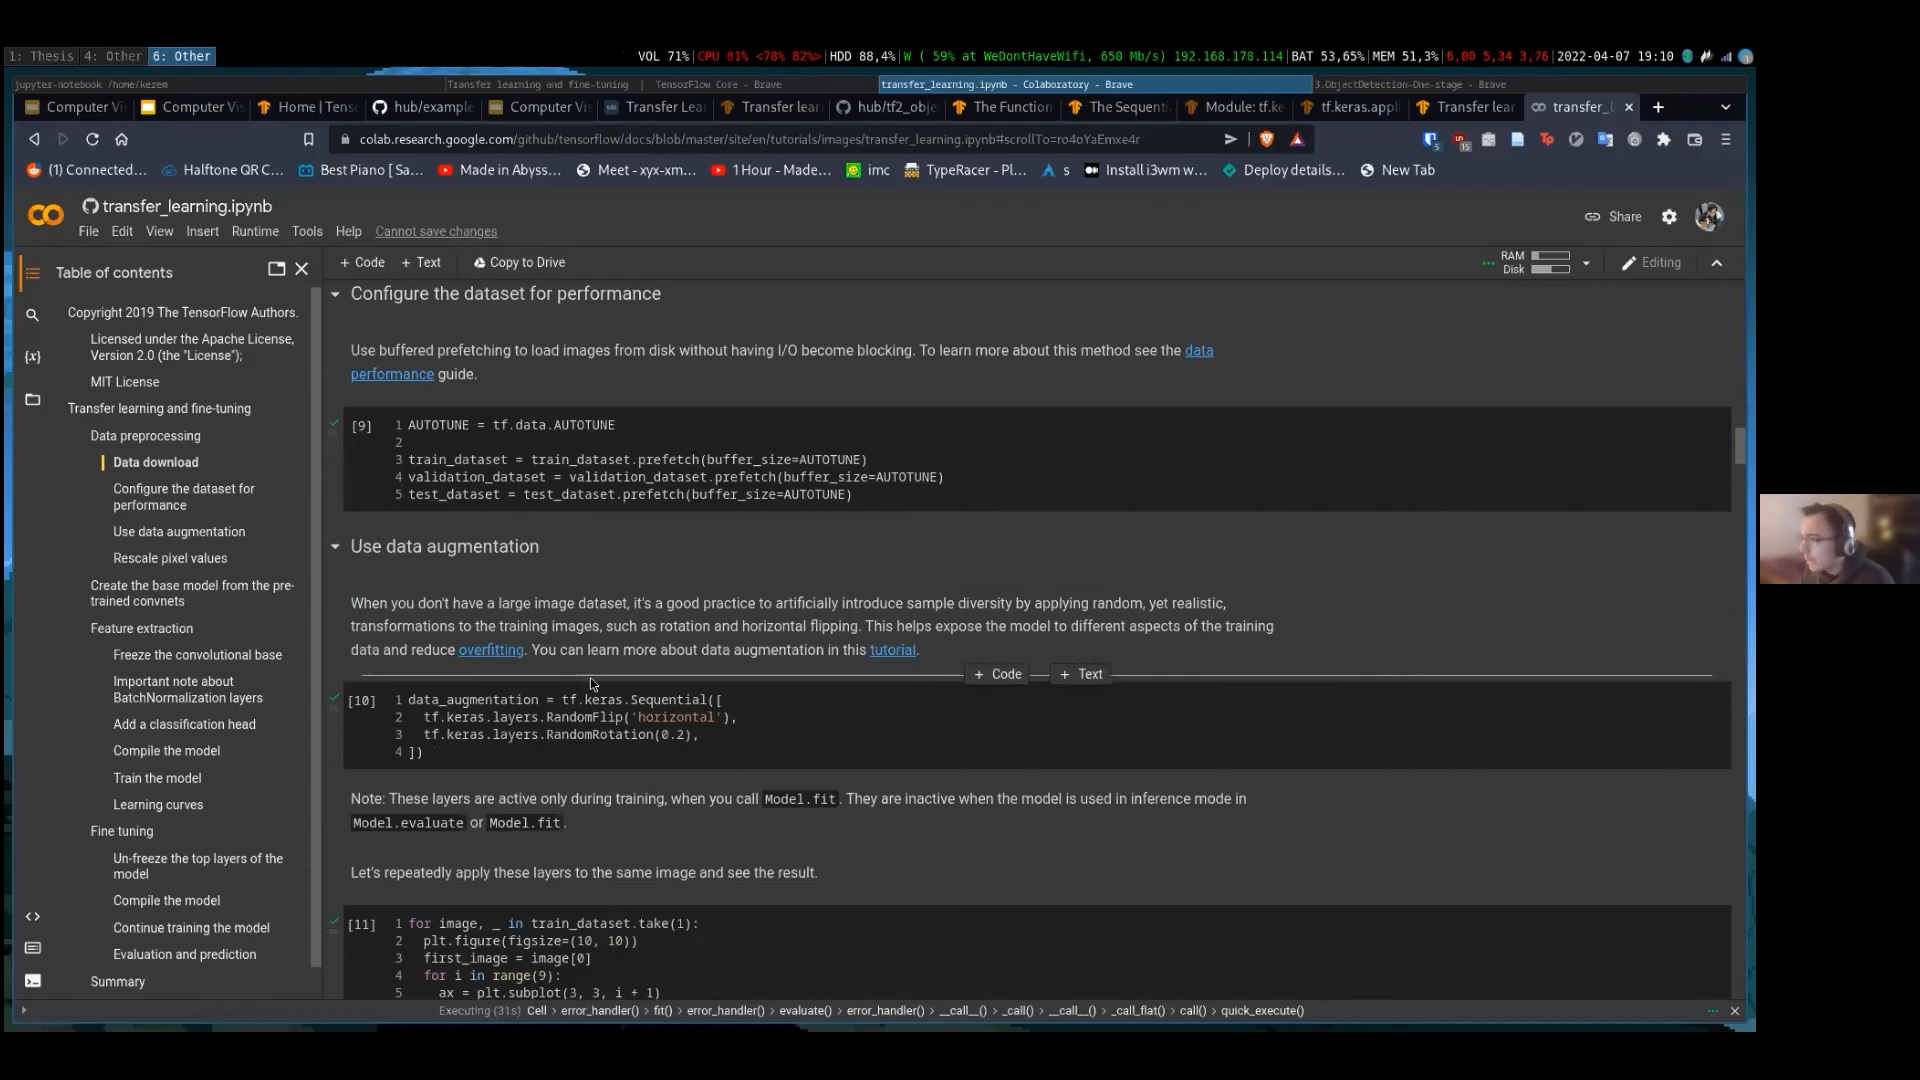 1: Thesis 4: Other 6: Other VOL 71%|CPU 81% <78% 82%>|HDD 88,4%|W ( 59% at WeDontHaveWifi, 650 Mb/s) 192.168.178.114|BAT 53,65%|MEM 51,3%|6,00 5,34 3,76|2022-04-07 19:10
jupyter-notebook /home/kerem Transfer learning and fine-tuning | TensorFlow Core - Brave transfer_learning.ipynb - Colaboratory - Brave 3.ObjectDetection-One-stage - Brave
Computer Vi Computer Vis Home | Tens hub/example Computer Vi Transfer Lea Transfer lear hub/tf2_obje The Function The Sequent Module: tf.ke tf.keras.appl Transfer lear transfer_l
colab.research.google.com/github/tensorflow/docs/blob/master/site/en/tutorials/images/transfer_learning.ipynb#scrollTo=ro4oYaEmxe4r
(1) Connected... Halftone QR C... Best Piano [ Sa... Made in Abyss... Meet - xyx-xm... 1 Hour - Made... imc TypeRacer - Pl... s Install i3wm w... Deploy details... New Tab
transfer_learning.ipynb
Share
File Edit View Insert Runtime Tools Help Cannot save changes
+ Code + Text Copy to Drive
RAM
Disk
Editing
Table of contents
Copyright 2019 The TensorFlow Authors.
Licensed under the Apache License,
Version 2.0 (the "License");
MIT License
Transfer learning and fine-tuning
Data preprocessing
Data download
Configure the dataset for
performance
Use data augmentation
Rescale pixel values
Create the base model from the pre-
trained convnets
Feature extraction
Freeze the convolutional base
Important note about
BatchNormalization layers
Add a classification head
Compile the model
Train the model
Learning curves
Fine tuning
Un-freeze the top layers of the
model
Compile the model
Continue training the model
Evaluation and prediction
Summary
Configure the dataset for performance
Use buffered prefetching to load images from disk without having I/O become blocking. To learn more about this method see the data
performance guide.
[9] 1 AUTOTUNE = tf.data.AUTOTUNE
2
3 train_dataset = train_dataset.prefetch(buffer_size=AUTOTUNE)
4 validation_dataset = validation_dataset.prefetch(buffer_size=AUTOTUNE)
5 test_dataset = test_dataset.prefetch(buffer_size=AUTOTUNE)
Use data augmentation
When you don't have a large image dataset, it's a good practice to artificially introduce sample diversity by applying random, yet realistic,
transformations to the training images, such as rotation and horizontal flipping. This helps expose the model to different aspects of the training
data and reduce overfitting. You can learn more about data augmentation in this tutorial.
+ Code + Text
[10] 1 data_augmentation = tf.keras.Sequential([
2 tf.keras.layers.RandomFlip('horizontal'),
3 tf.keras.layers.RandomRotation(0.2),
4 ])
Note: These layers are active only during training, when you call Model.fit. They are inactive when the model is used in inference mode in
Model.evaluate or Model.fit.
Let's repeatedly apply these layers to the same image and see the result.
[11] 1 for image, _ in train_dataset.take(1):
2 plt.figure(figsize=(10, 10))
3 first_image = image[0]
4 for i in range(9):
5 ax = plt.subplot(3, 3, i + 1)
Executing (31s) Cell > error_handler() > fit() > error_handler() > evaluate() > error_handler() > __call__() > _call() > __call__() > _call_flat() > call() > quick_execute()